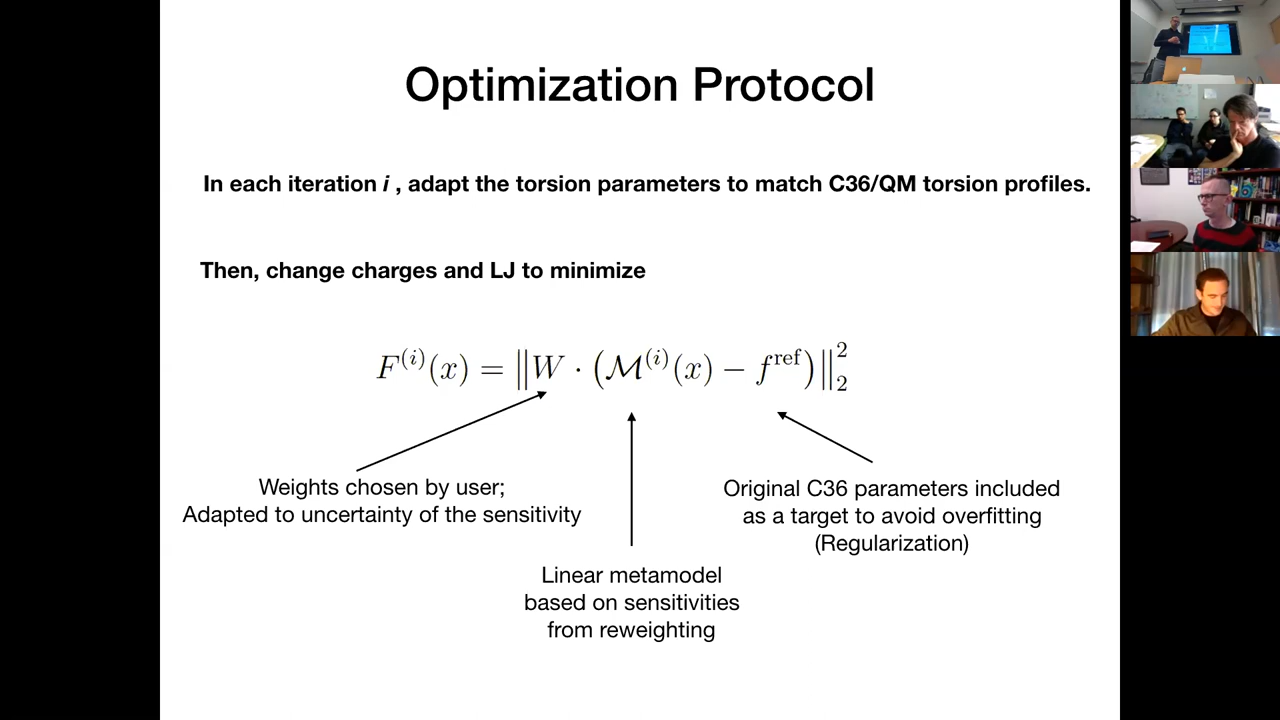 Optimization Protocol
In each iteration i , adapt the torsion parameters to match C36/QM torsion profiles.
Then, change charges and LJ to minimize
F^{(i)}(x) = ‖W · (ℳ^{(i)}(x) − f^{ref})‖_2^2
Weights chosen by user;
Adapted to uncertainty of the sensitivity
Linear metamodel
based on sensitivities
from reweighting
Original C36 parameters included
as a target to avoid overfitting
(Regularization)